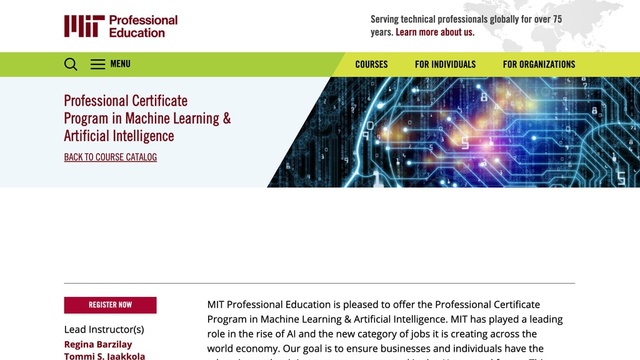 MIT Professional
Education
Serving technical professionals globally for over 75
years. Learn more about us.
MENU
COURSES
FOR INDIVIDUALS
FOR ORGANIZATIONS
Professional Certificate
Program in Machine Learning &
Artificial Intelligence
BACK TO COURSE CATALOG
REGISTER NOW
Lead Instructor(s)
Regina Barzilay
Tommi S. Jaakkola
MIT Professional Education is pleased to offer the Professional Certificate
Program in Machine Learning & Artificial Intelligence. MIT has played a leading
role in the rise of AI and the new category of jobs it is creating across the
world economy. Our goal is to ensure businesses and individuals have the